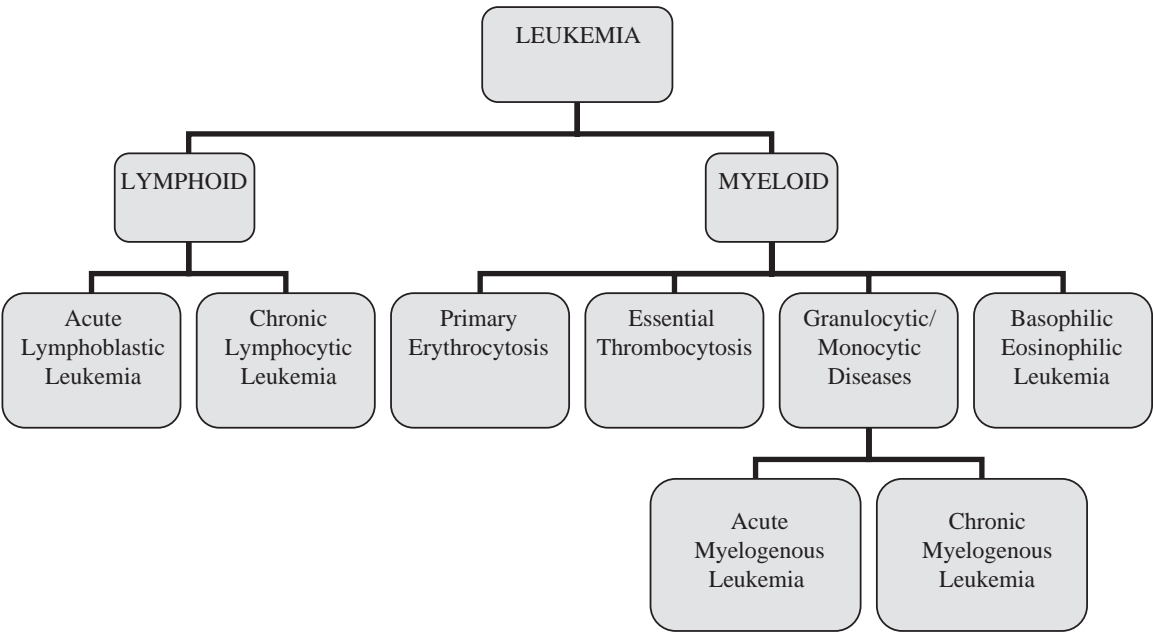 LEUKEMIA
LYMPHOID
MYELOID
Acute
Lymphoblastic
Leukemia
Chronic
Lymphocytic
Leukemia
Primary
Erythrocytosis
Essential
Thrombocytosis
Granulocytic/
Monocytic
Diseases
Basophilic
Eosinophilic
Leukemia
Acute
Myelogenous
Leukemia
Chronic
Myelogenous
Leukemia